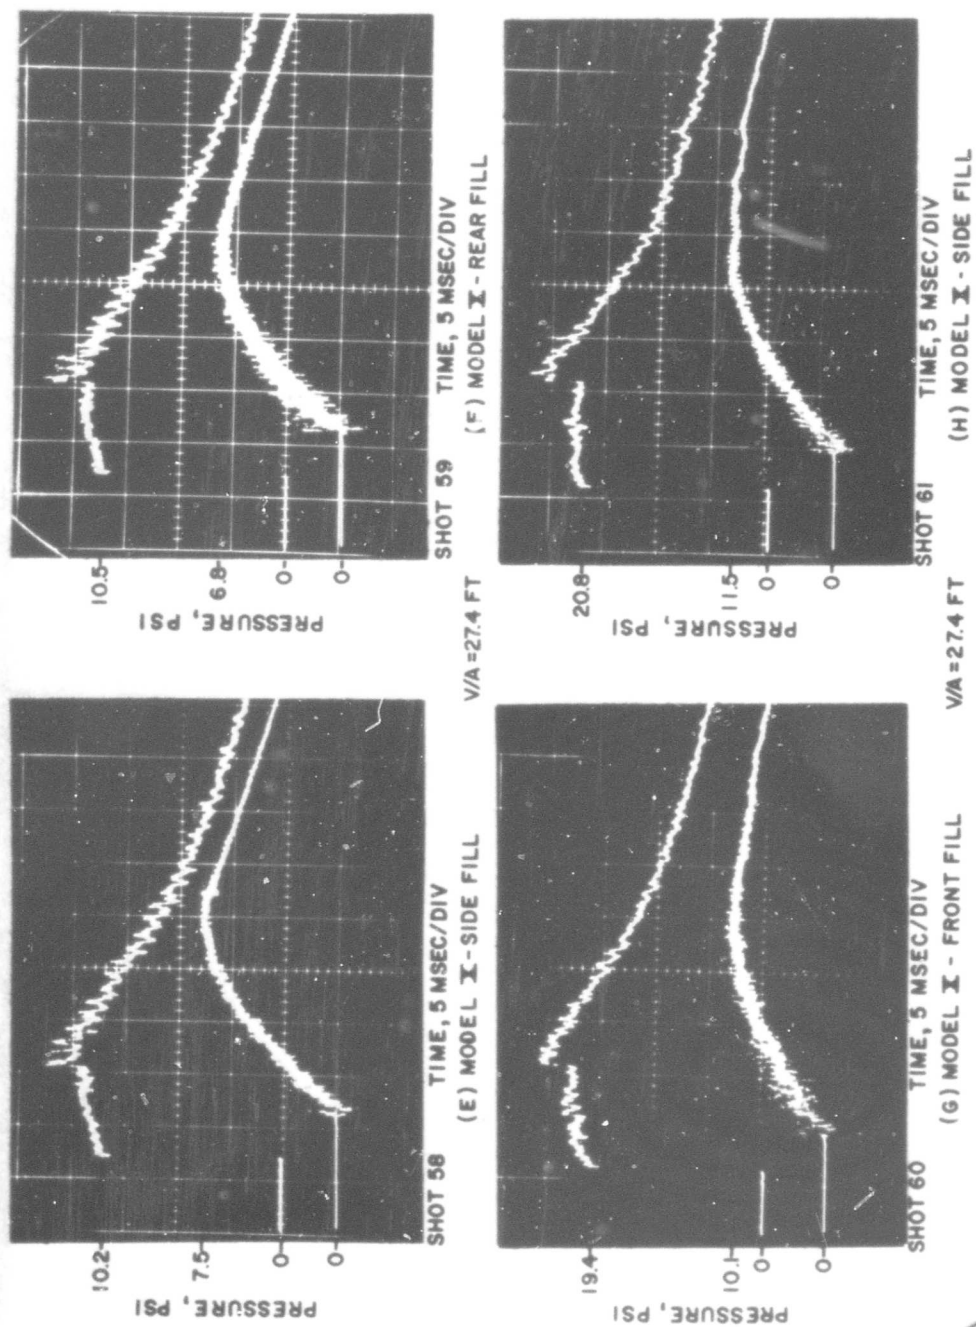 PRESSURE, PSI
10.2
7.5
0
0
SHOT 58
TIME, 5 MSEC/DIV
(E) MODEL X - SIDE FILL
PRESSURE, PSI
10.5
6.8
0
0
SHOT 59
TIME, 5 MSEC/DIV
(F) MODEL X - REAR FILL
V/A = 27.4 FT
PRESSURE, PSI
19.4
10.1
0
0
SHOT 60
TIME, 5 MSEC/DIV
(G) MODEL X - FRONT FILL
PRESSURE, PSI
20.8
11.5
0
0
SHOT 61
TIME, 5 MSEC/DIV
(H) MODEL X - SIDE FILL
V/A = 27.4 FT